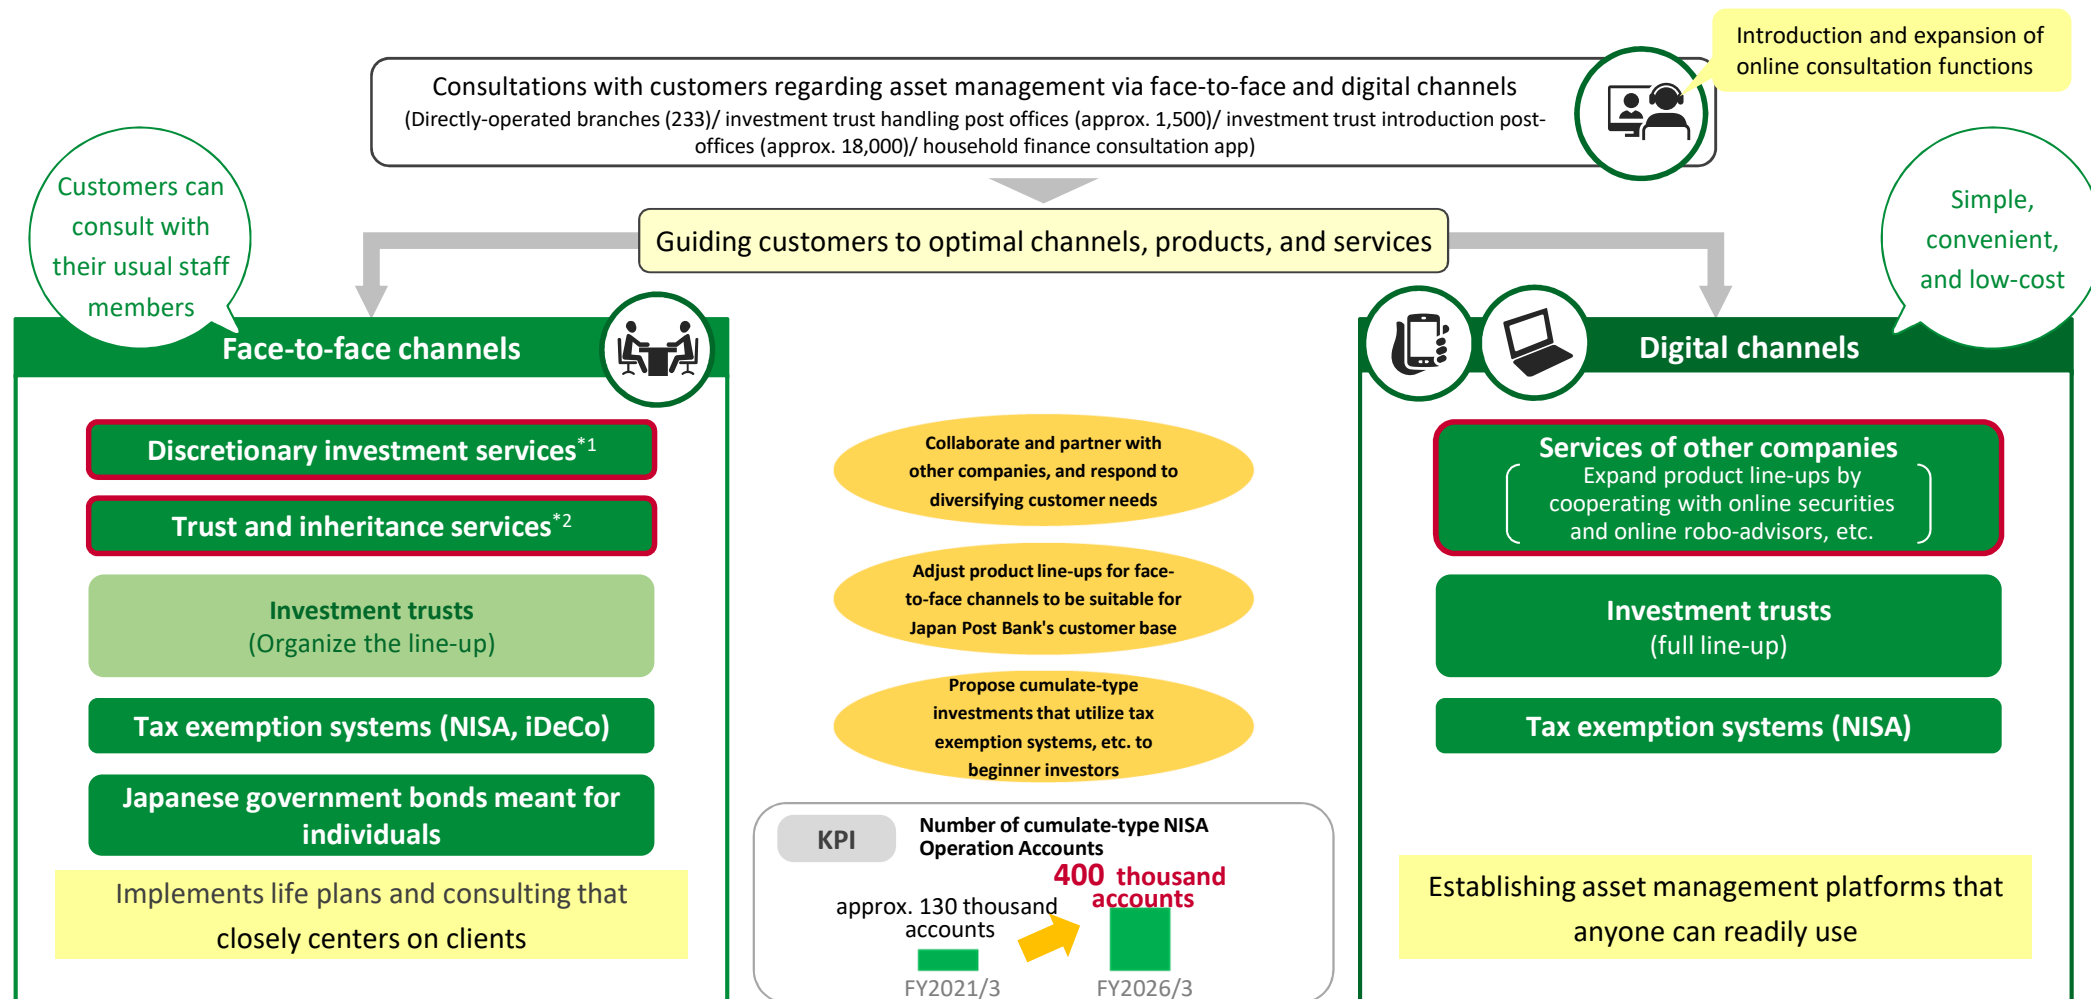 Introduction and expansion of
online consultation functions
Consultations with customers regarding asset management via face-to-face and digital channels
(Directly-operated branches (233)/ investment trust handling post offices (approx. 1,500)/ investment trust introduction post-
offices (approx. 18,000)/ household finance consultation app)
Customers can
consult with
their usual staff
members
Guiding customers to optimal channels, products, and services
Simple,
convenient,
and low-cost
Face-to-face channels
Discretionary investment services*1
Trust and inheritance services*2
Investment trusts
(Organize the line-up)
Tax exemption systems (NISA, iDeCo)
Japanese government bonds meant for
individuals
Implements life plans and consulting that
closely centers on clients
Collaborate and partner with
other companies, and respond to
diversifying customer needs
Adjust product line-ups for face-
to-face channels to be suitable for
Japan Post Bank's customer base
Propose cumulate-type
investments that utilize tax
exemption systems, etc. to
beginner investors
KPI
Number of cumulate-type NISA
Operation Accounts
approx. 130 thousand
accounts
400 thousand
accounts
FY2021/3
FY2026/3
Digital channels
Services of other companies
Expand product line-ups by
cooperating with online securities
and online robo-advisors, etc.
Investment trusts
(full line-up)
Tax exemption systems (NISA)
Establishing asset management platforms that
anyone can readily use